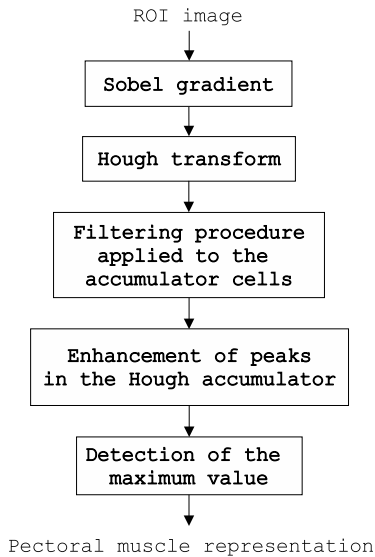 ROI image
Sobel gradient
Hough transform
Filtering procedure
applied to the
accumulator cells
Enhancement of peaks
in the Hough accumulator
Detection of the
maximum value
Pectoral muscle representation